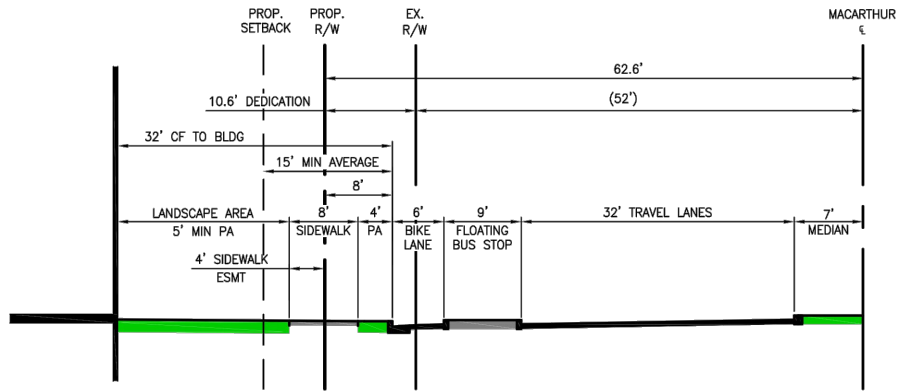 PROP.
SETBACK
PROP.
R/W
EX.
R/W
MACARTHUR
℄
62.6'
10.6' DEDICATION
(52')
32' CF TO BLDG
15' MIN AVERAGE
8'
LANDSCAPE AREA
5' MIN PA
8'
SIDEWALK
4'
PA
6'
BIKE
LANE
9'
FLOATING
BUS STOP
32' TRAVEL LANES
7'
MEDIAN
4' SIDEWALK
ESMT